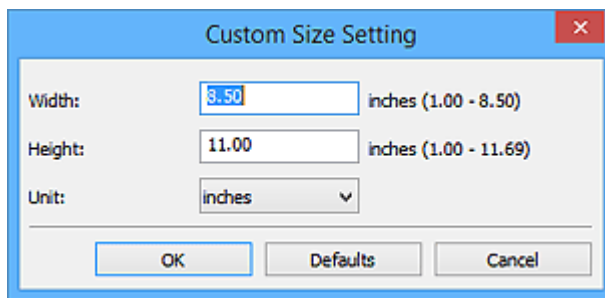 Custom Size Setting
Width: 8.50 inches (1.00 - 8.50)
Height: 11.00 inches (1.00 - 11.69)
Unit: inches
OK Defaults Cancel